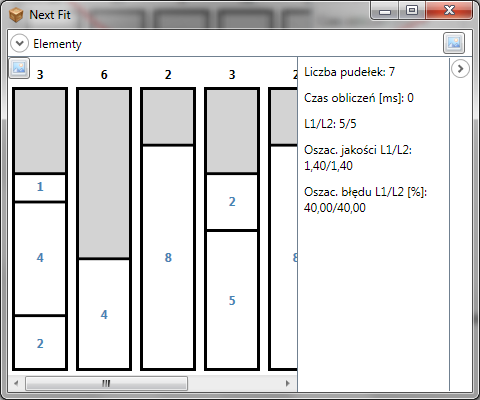 Next Fit
Elementy
3 6 2 3 2
1
4
2
4
8
2
5
8
Liczba pudełek: 7
Czas obliczeń [ms]: 0
L1/L2: 5/5
Oszac. jakości L1/L2:
1,40/1,40
Oszac. błędu L1/L2 [%]:
40,00/40,00